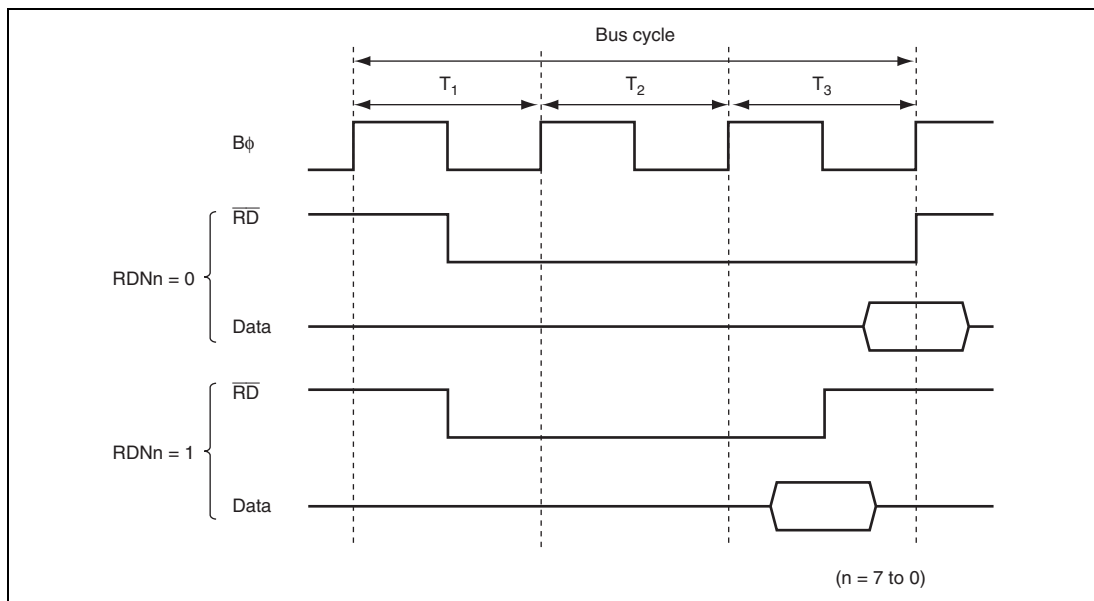 Bus cycle
T1 T2 T3
Bϕ
RD
RDNn = 0
Data
RD
RDNn = 1
Data
(n = 7 to 0)